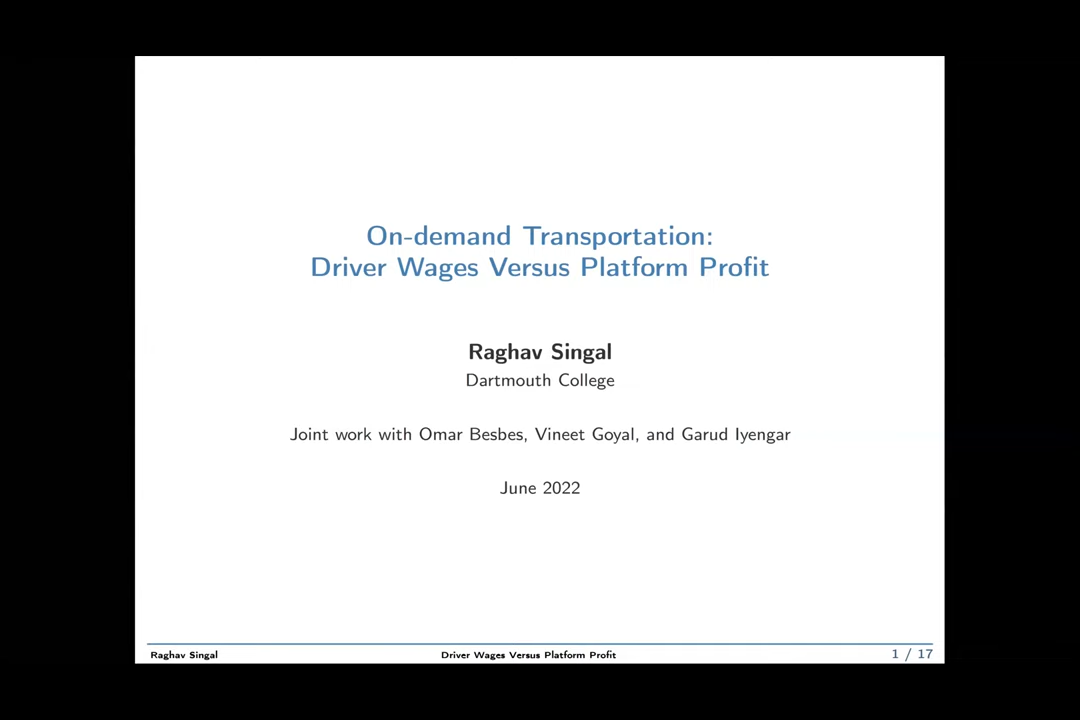 On-demand Transportation:
Driver Wages Versus Platform Profit
Raghav Singal
Dartmouth College
Joint work with Omar Besbes, Vineet Goyal, and Garud Iyengar
June 2022
Raghav Singal Driver Wages Versus Platform Profit 1 / 17